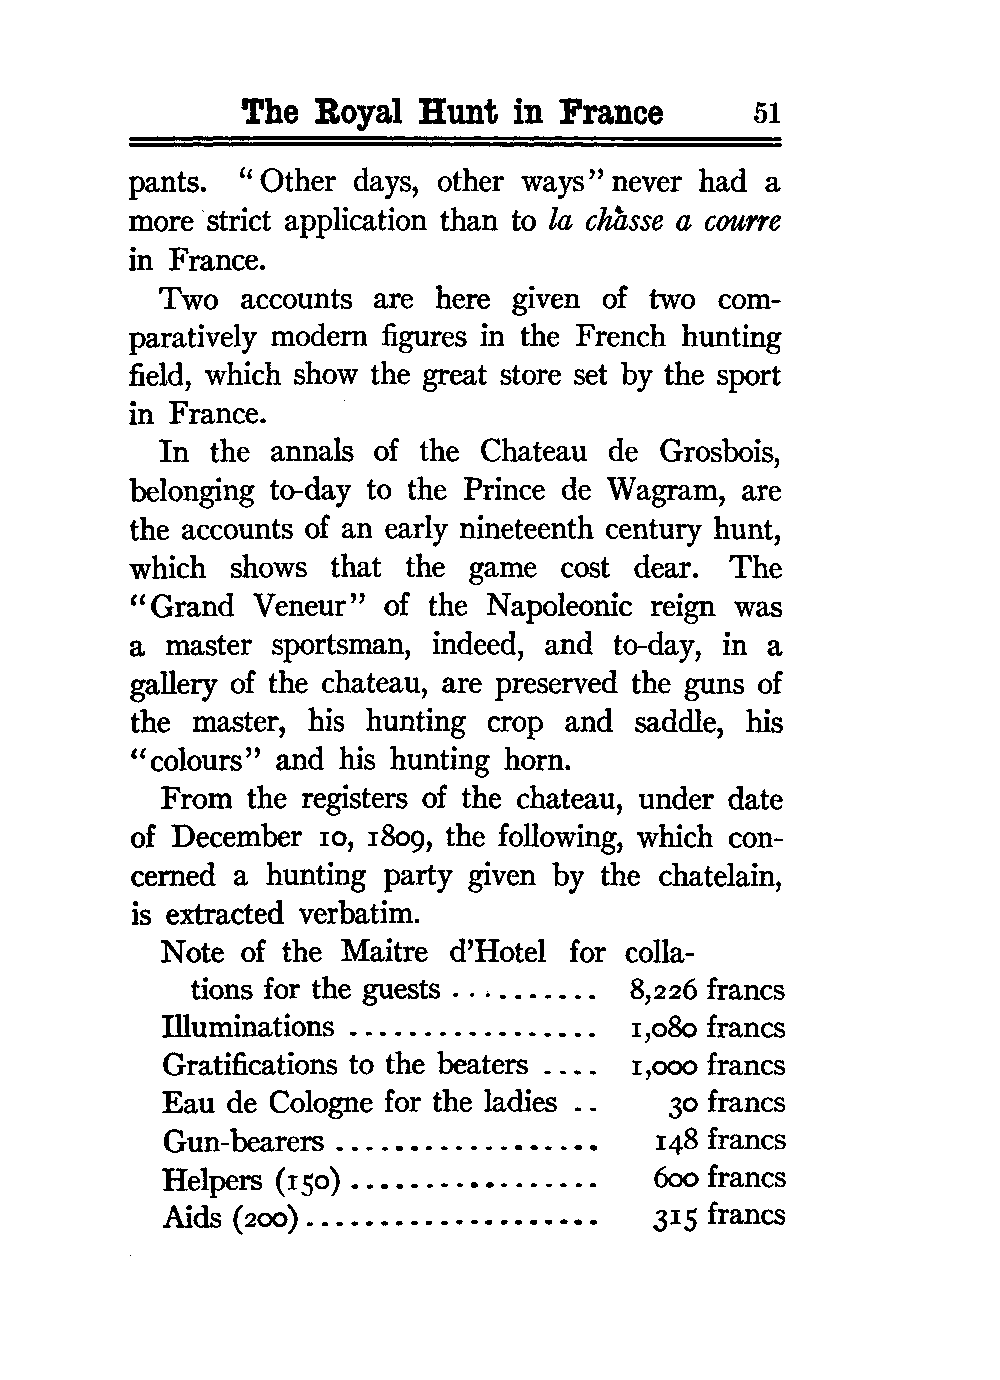 The Royal Hunt in France 51
pants. “Other days, other ways” never had a
more strict application than to la chàsse a courre
in France.
Two accounts are here given of two com-
paratively modern figures in the French hunting
field, which show the great store set by the sport
in France.
In the annals of the Chateau de Grosbois,
belonging to-day to the Prince de Wagram, are
the accounts of an early nineteenth century hunt,
which shows that the game cost dear. The
“Grand Veneur” of the Napoleonic reign was
a master sportsman, indeed, and to-day, in a
gallery of the chateau, are preserved the guns of
the master, his hunting crop and saddle, his
“colours” and his hunting horn.
From the registers of the chateau, under date
of December 10, 1809, the following, which con-
cerned a hunting party given by the chatelain,
is extracted verbatim.
Note of the Maitre d’Hotel for colla-
tions for the guests .......... 8,226 francs
Illuminations ................. 1,080 francs
Gratifications to the beaters .... 1,000 francs
Eau de Cologne for the ladies .. 30 francs
Gun-bearers .................. 148 francs
Helpers (150) ................. 600 francs
Aids (200) .................... 315 francs